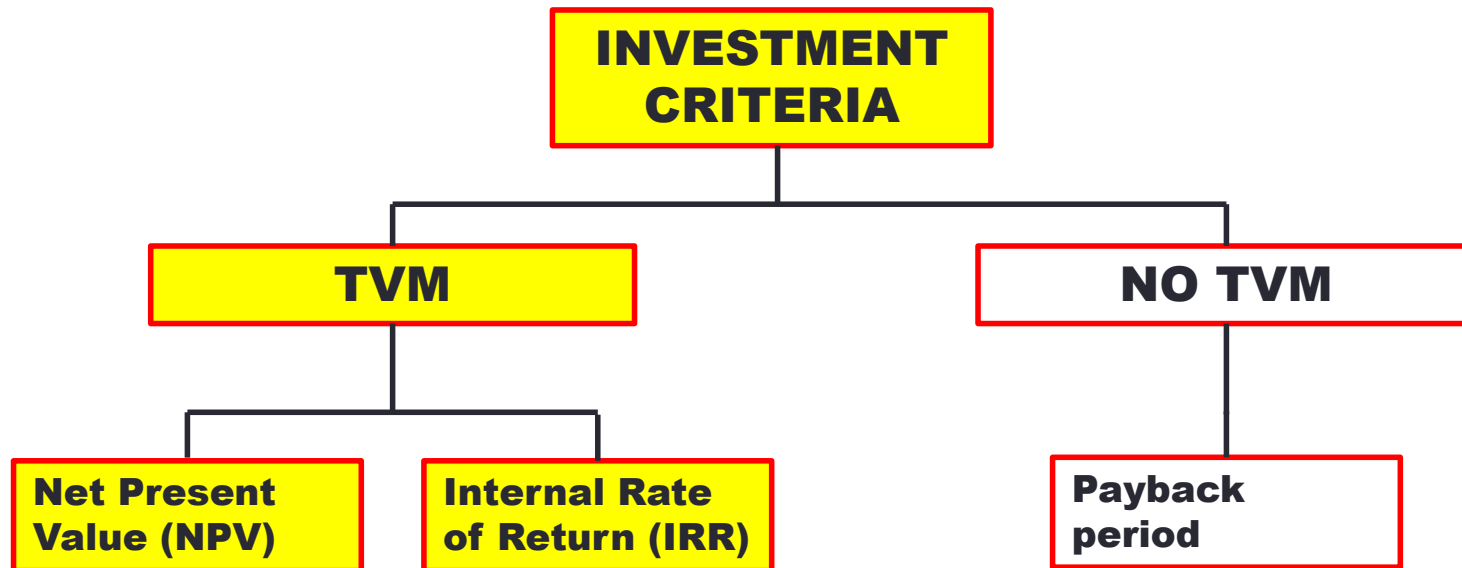 INVESTMENT
CRITERIA
TVM
NO TVM
Net Present
Value (NPV)
Internal Rate
of Return (IRR)
Payback
period